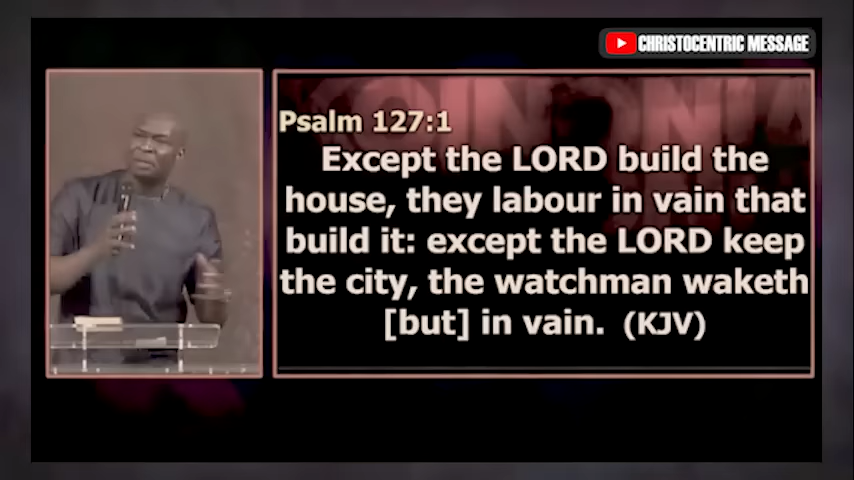 CHRISTOCENTRIC MESSAGE
Psalm 127:1
Except the LORD build the
house, they labour in vain that
build it: except the LORD keep
the city, the watchman waketh
[but] in vain. (KJV)